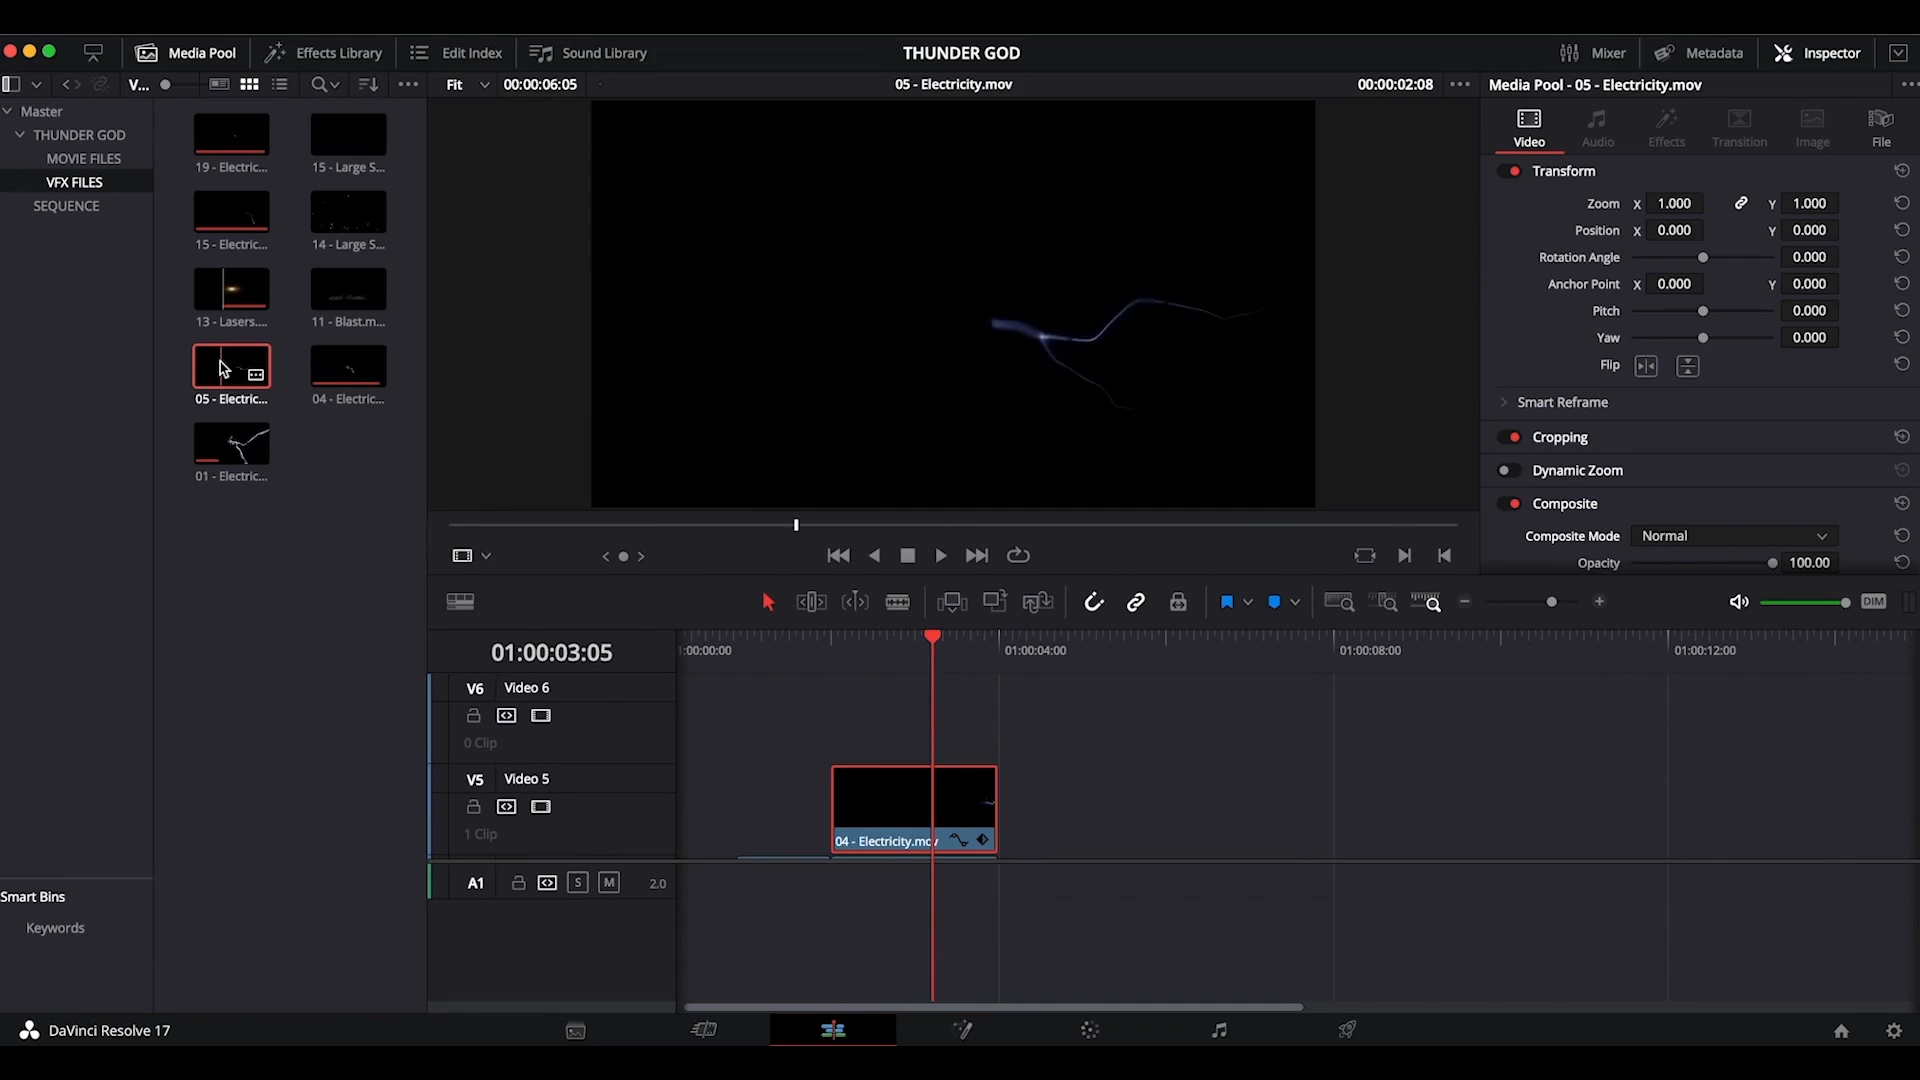 Media Pool Effects Library Edit Index Sound Library THUNDER GOD Mixer Metadata Inspector
V... Fit 00:00:06:05 05 - Electricity.mov 00:00:02:08 Media Pool - 05 - Electricity.mov
Master
THUNDER GOD
MOVIE FILES
VFX FILES
SEQUENCE
19 - Electric... 15 - Large S...
15 - Electric... 14 - Large S...
13 - Lasers.... 11 - Blast.m...
05 - Electric... 04 - Electric...
01 - Electric...
Video Audio Effects Transition Image File
Transform
Zoom X 1.000 Y 1.000
Position X 0.000 Y 0.000
Rotation Angle 0.000
Anchor Point X 0.000 Y 0.000
Pitch 0.000
Yaw 0.000
Flip
Smart Reframe
Cropping
Dynamic Zoom
Composite
Composite Mode Normal
Opacity 100.00
DIM
01:00:03:05 :00:00:00 01:00:04:00 01:00:08:00 01:00:12:00
V6 Video 6
0 Clip
V5 Video 5
1 Clip
04 - Electricity.mov
A1 S M 2.0
Smart Bins
Keywords
DaVinci Resolve 17